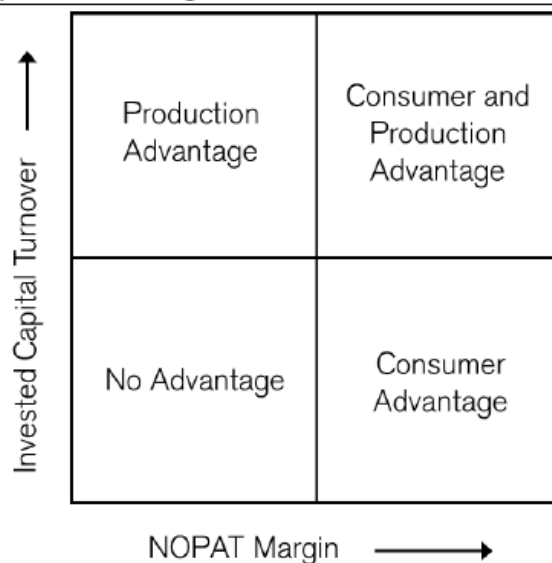 Production
Advantage
Consumer and
Production
Advantage
No Advantage
Consumer
Advantage
Invested Capital Turnover
NOPAT Margin